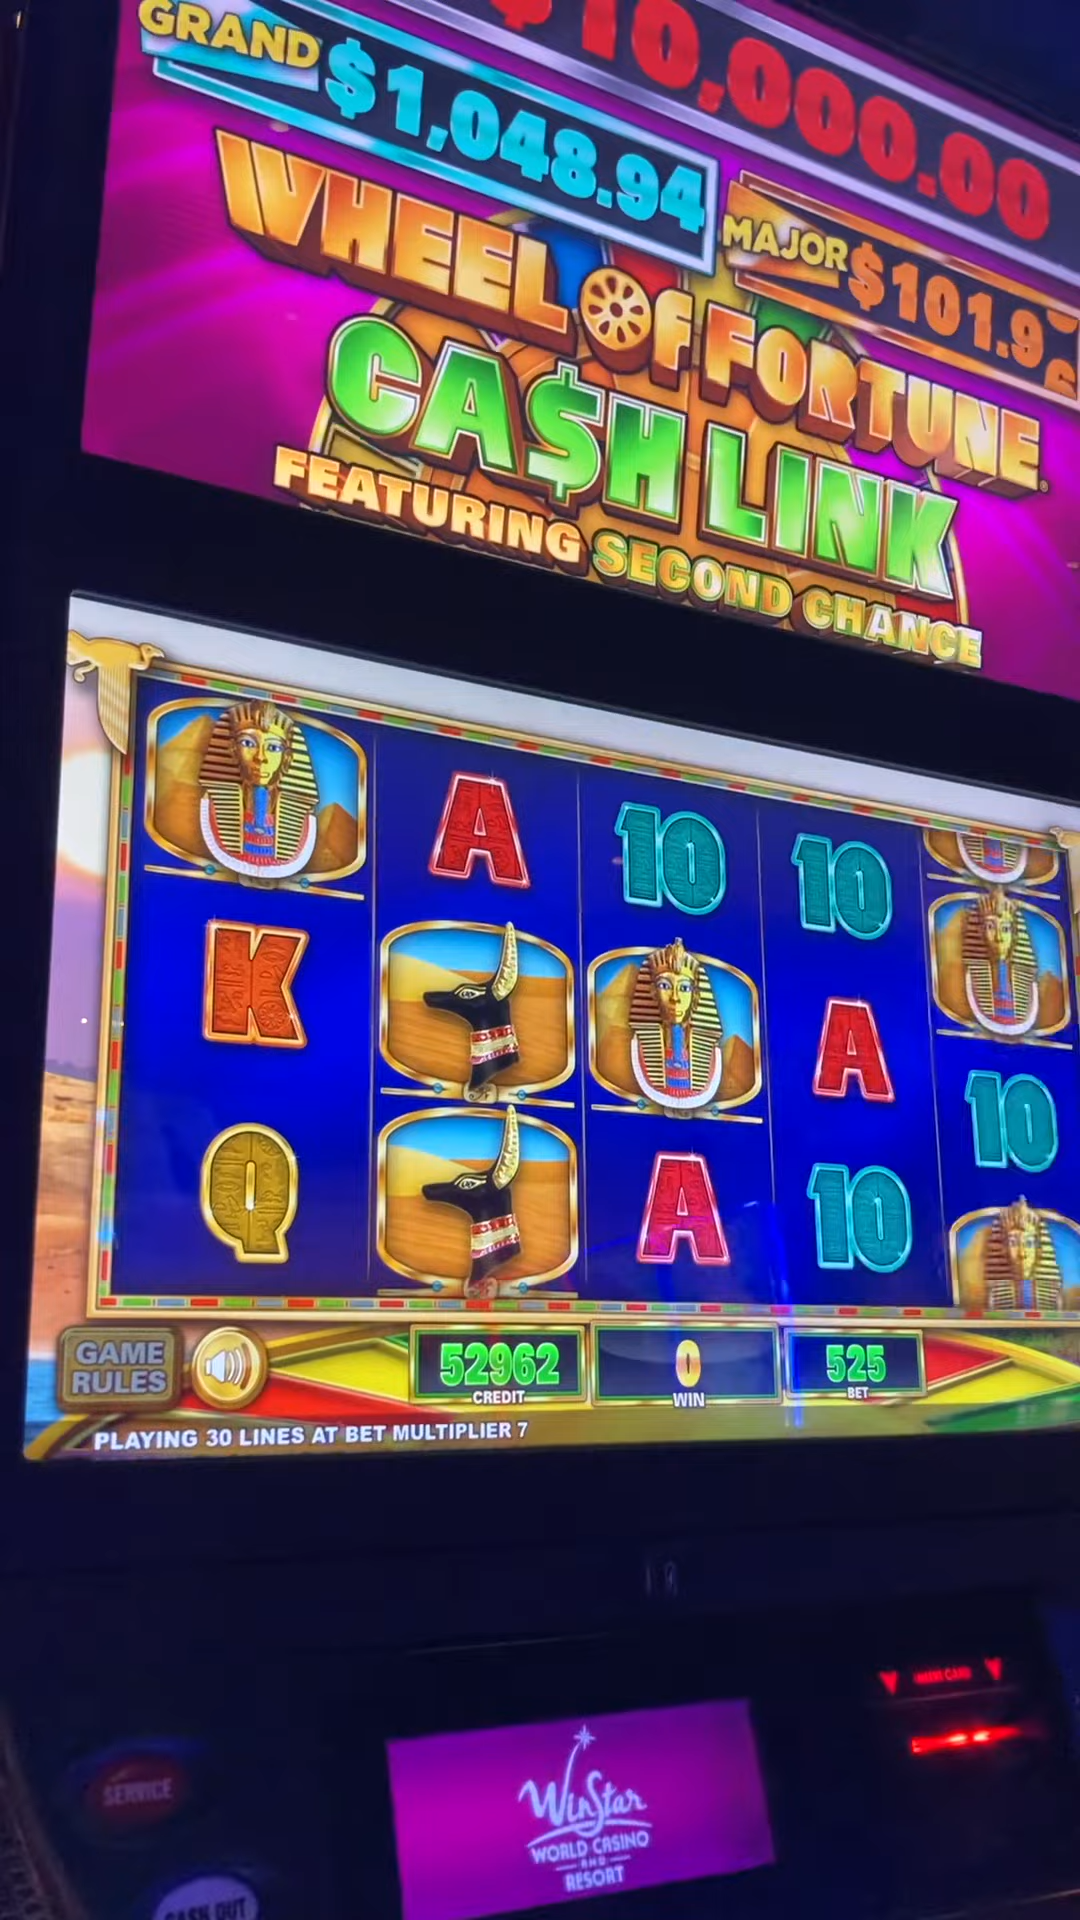 $10,000.00
GRAND $1,048.94
MAJOR $101.9
WHEEL OF FORTUNE®
CA$H LINK
FEATURING SECOND CHANCE
A
10
10
K
A
10
Q
A
10
GAME RULES
52962
CREDIT
0
WIN
525
BET
PLAYING 30 LINES AT BET MULTIPLIER 7
INSERT CARD
SERVICE
WinStar
WORLD CASINO
AND
RESORT
CASH OUT